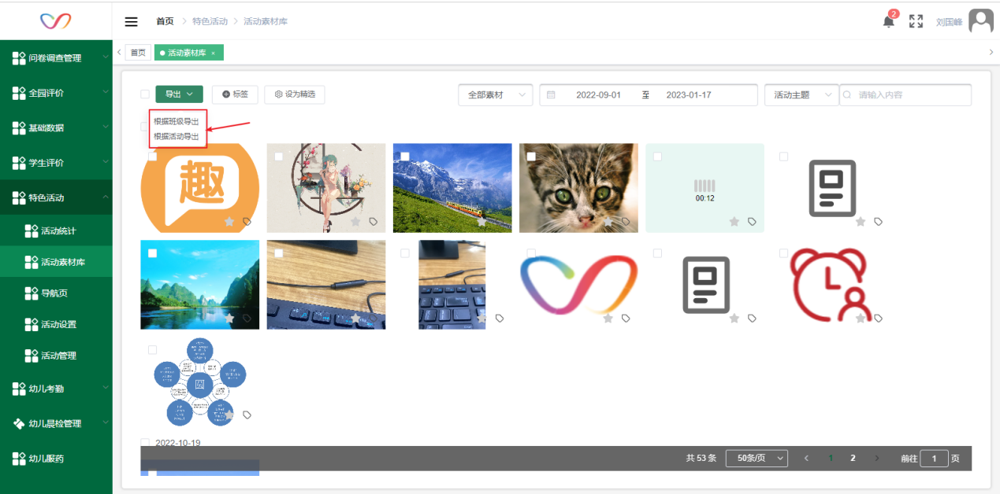 首页 > 特色活动 > 活动素材库
2
刘国峰
首页
活动素材库 ×
问卷调查管理
全园评价
基础数据
学生评价
特色活动
活动统计
活动素材库
导航页
活动设置
活动管理
幼儿考勤
幼儿晨检管理
幼儿服药
导出
标签
设为精选
全部素材
2022-09-01 至 2023-01-17
活动主题
请输入内容
根据班级导出
根据活动导出
趣
00:12
2022-10-19
共 53 条
50条/页
1
2
前往 1 页